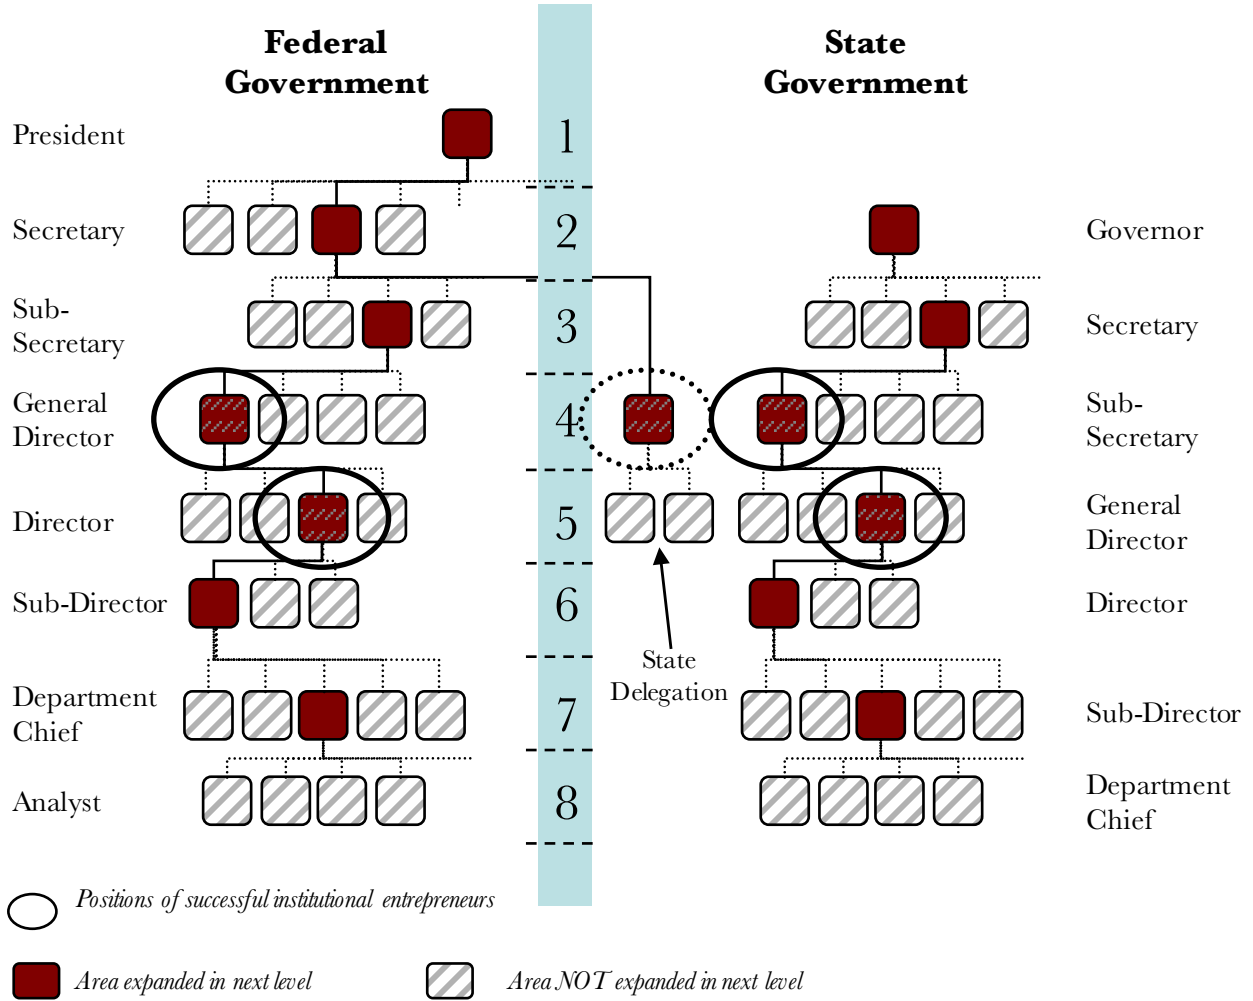 Federal
Government
State
Government
President
1
Secretary
2
Governor
Sub-
Secretary
3
Secretary
General
Director
4
Sub-
Secretary
Director
5
General
Director
Sub-Director
6
Director
State
Delegation
Department
Chief
7
Sub-Director
Analyst
8
Department
Chief
Positions of successful institutional entrepreneurs
Area expanded in next level
Area NOT expanded in next level